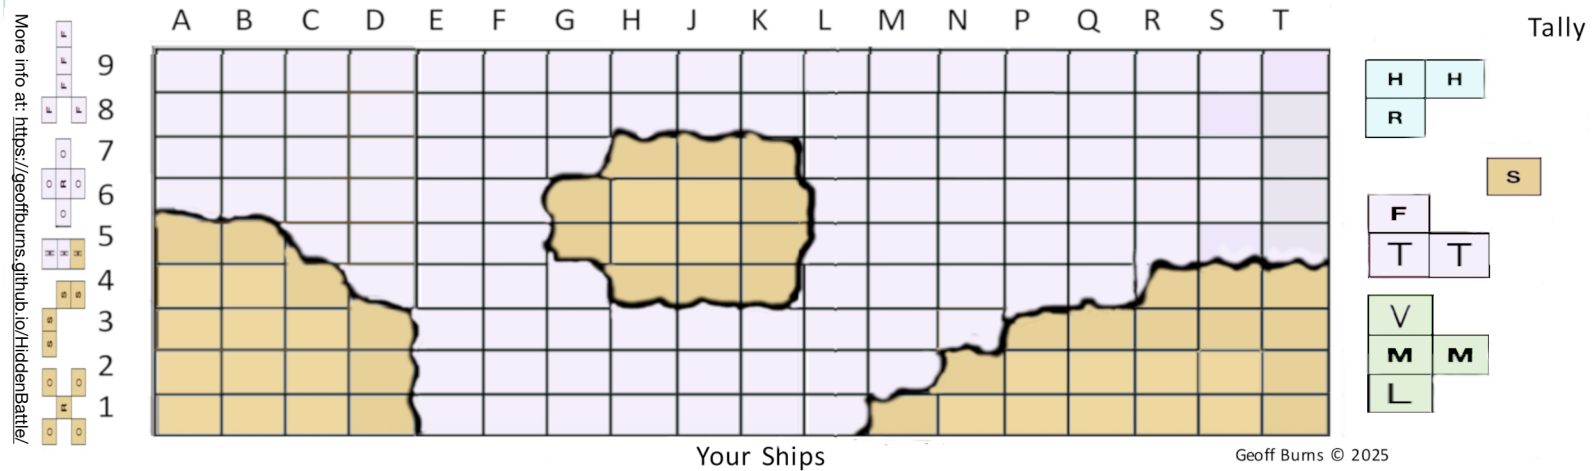 A B C D E F G H J K L M N P Q R S T
Tally
9
8
7
6
5
4
3
2
1
More info at: https://geoffburns.github.io/HiddenBattle/
F
F
F
F F
O
O R O
O
H H H
S S
S
S
O O
R
O O
H H
R
S
F
T T
V
M M
L
Your Ships
Geoff Burns © 2025